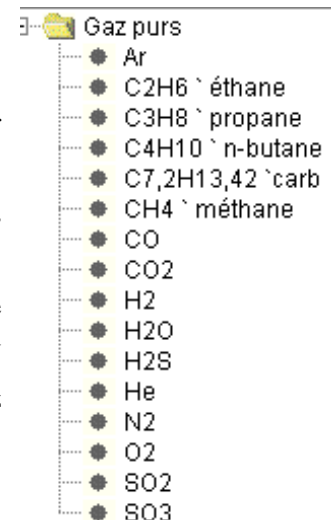 Gaz purs
Ar
C2H6 ` éthane
C3H8 ` propane
C4H10 ` n-butane
C7,2H13,42 `carb
CH4 ` méthane
CO
CO2
H2
H2O
H2S
He
N2
O2
SO2
SO3